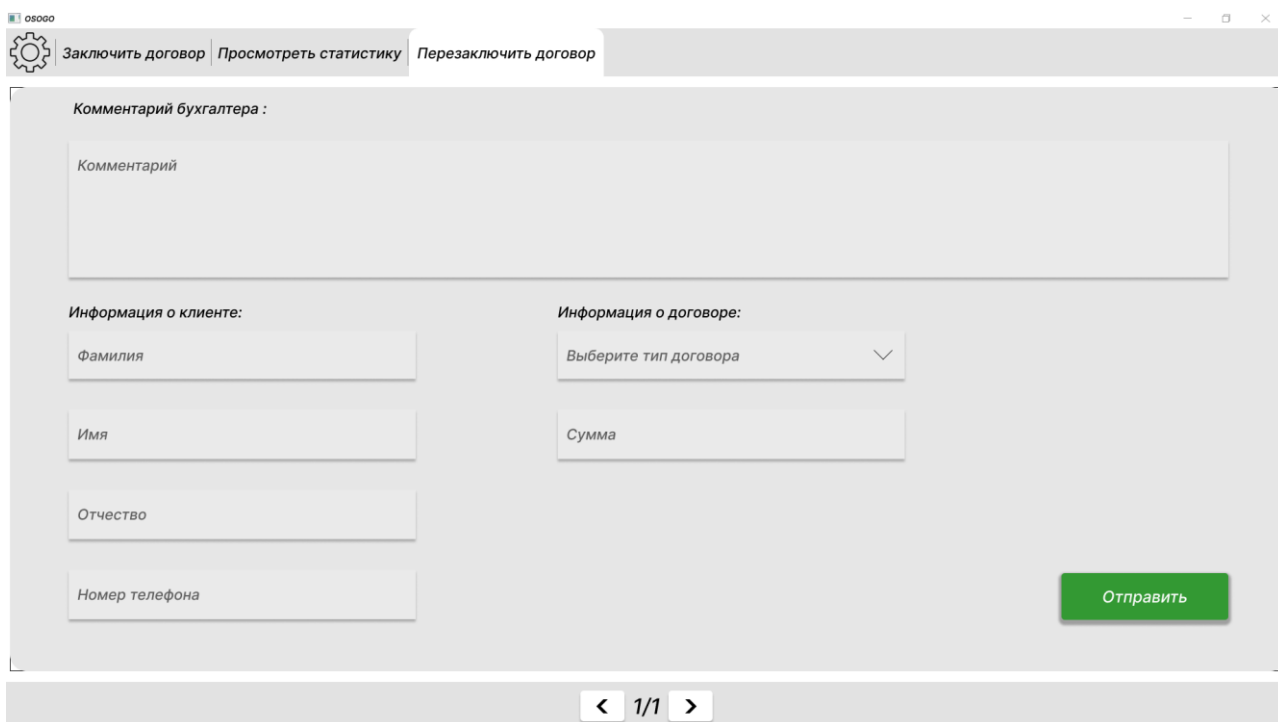 OSOGO
Заключить договор Просмотреть статистику Перезаключить договор
Комментарий бухгалтера :
Комментарий
Информация о клиенте:
Информация о договоре:
Фамилия
Выберите тип договора
Имя
Сумма
Отчество
Номер телефона
Отправить
1/1